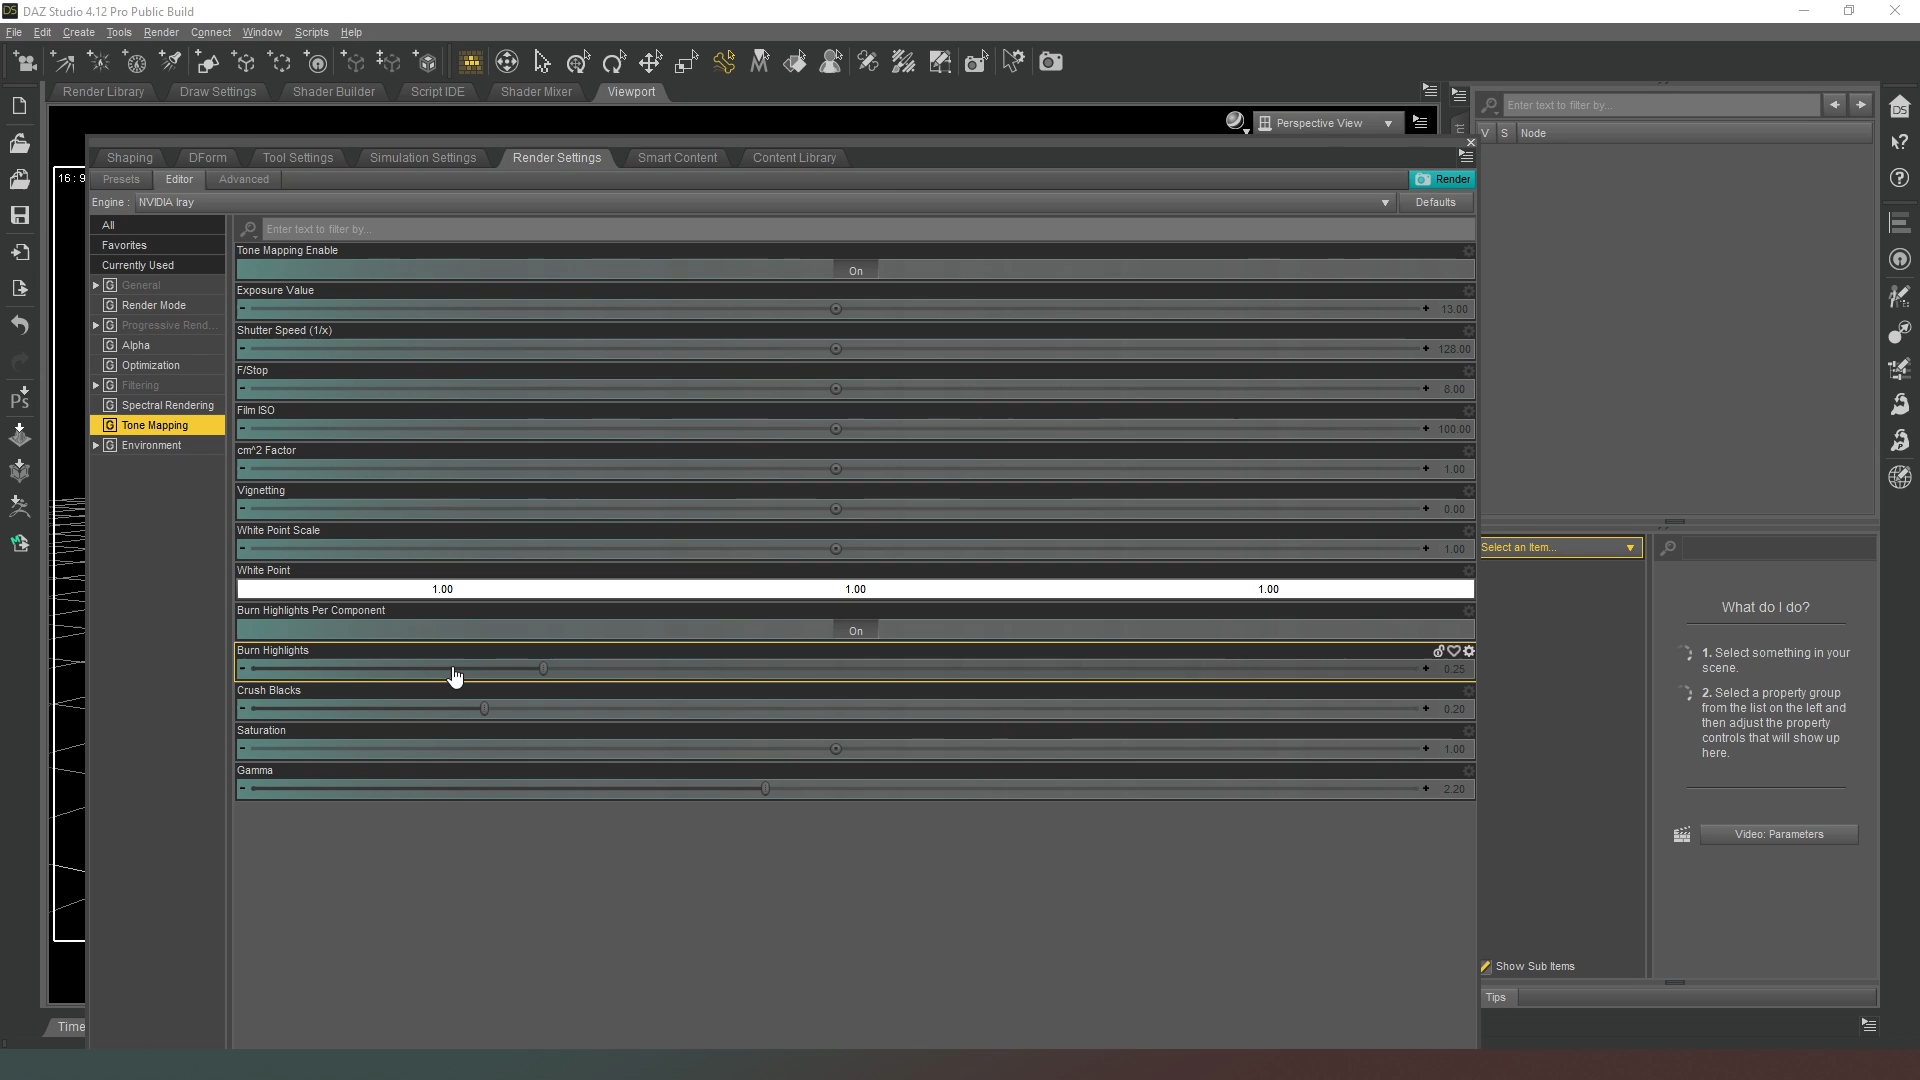 DAZ Studio 4.12 Pro Public Build
File Edit Create Tools Render Connect Window Scripts Help
Render Library Draw Settings Shader Builder Script IDE Shader Mixer Viewport
Enter text to filter by...
Perspective View
V S Node
Shaping DForm Tool Settings Simulation Settings Render Settings Smart Content Content Library
16 : 9
Presets Editor Advanced Render
Engine : NVIDIA Iray Defaults
All
Favorites
Currently Used
General
Render Mode
Progressive Rend...
Alpha
Optimization
Filtering
Spectral Rendering
Tone Mapping
Environment
Enter text to filter by...
Tone Mapping Enable
On
Exposure Value
- + 13.00
Shutter Speed (1/x)
- + 128.00
F/Stop
- + 8.00
Film ISO
- + 100.00
cm^2 Factor
- + 1.00
Vignetting
- + 0.00
White Point Scale
- + 1.00
White Point
1.00 1.00 1.00
Burn Highlights Per Component
On
Burn Highlights
- + 0.25
Crush Blacks
- + 0.20
Saturation
- + 1.00
Gamma
- + 2.20
Select an Item...
What do I do?
1. Select something in your
scene.
2. Select a property group
from the list on the left and
then adjust the property
controls that will show up
here.
Video: Parameters
Show Sub Items
Tips
Time
Ps